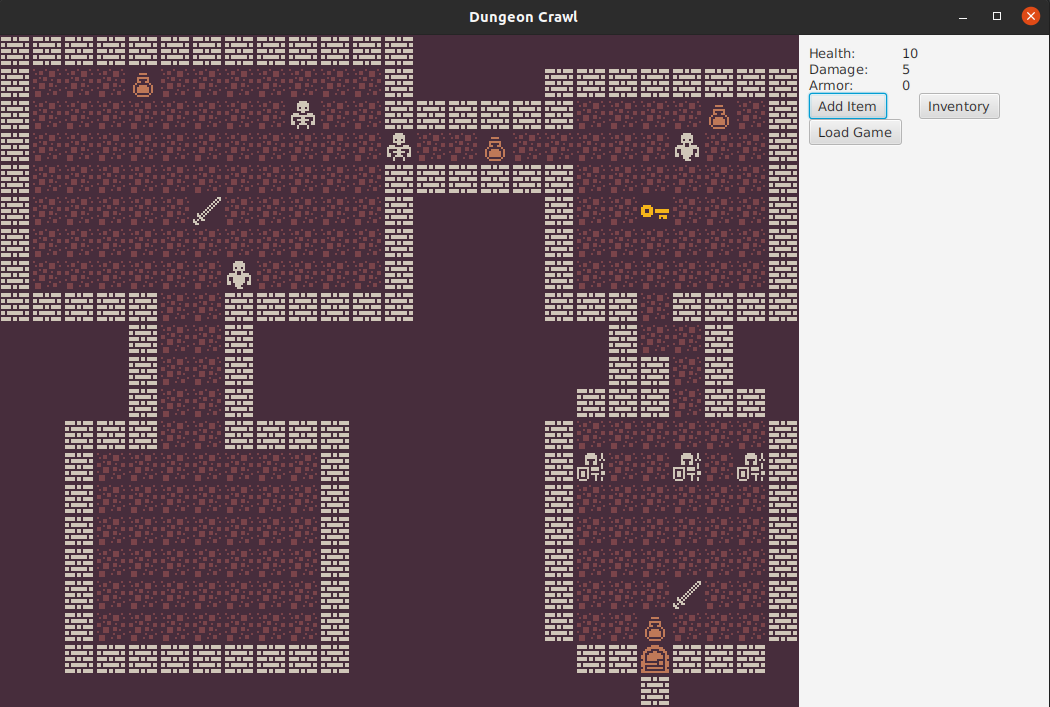 Dungeon Crawl
Health: 10
Damage: 5
Armor: 0
Add Item Inventory
Load Game